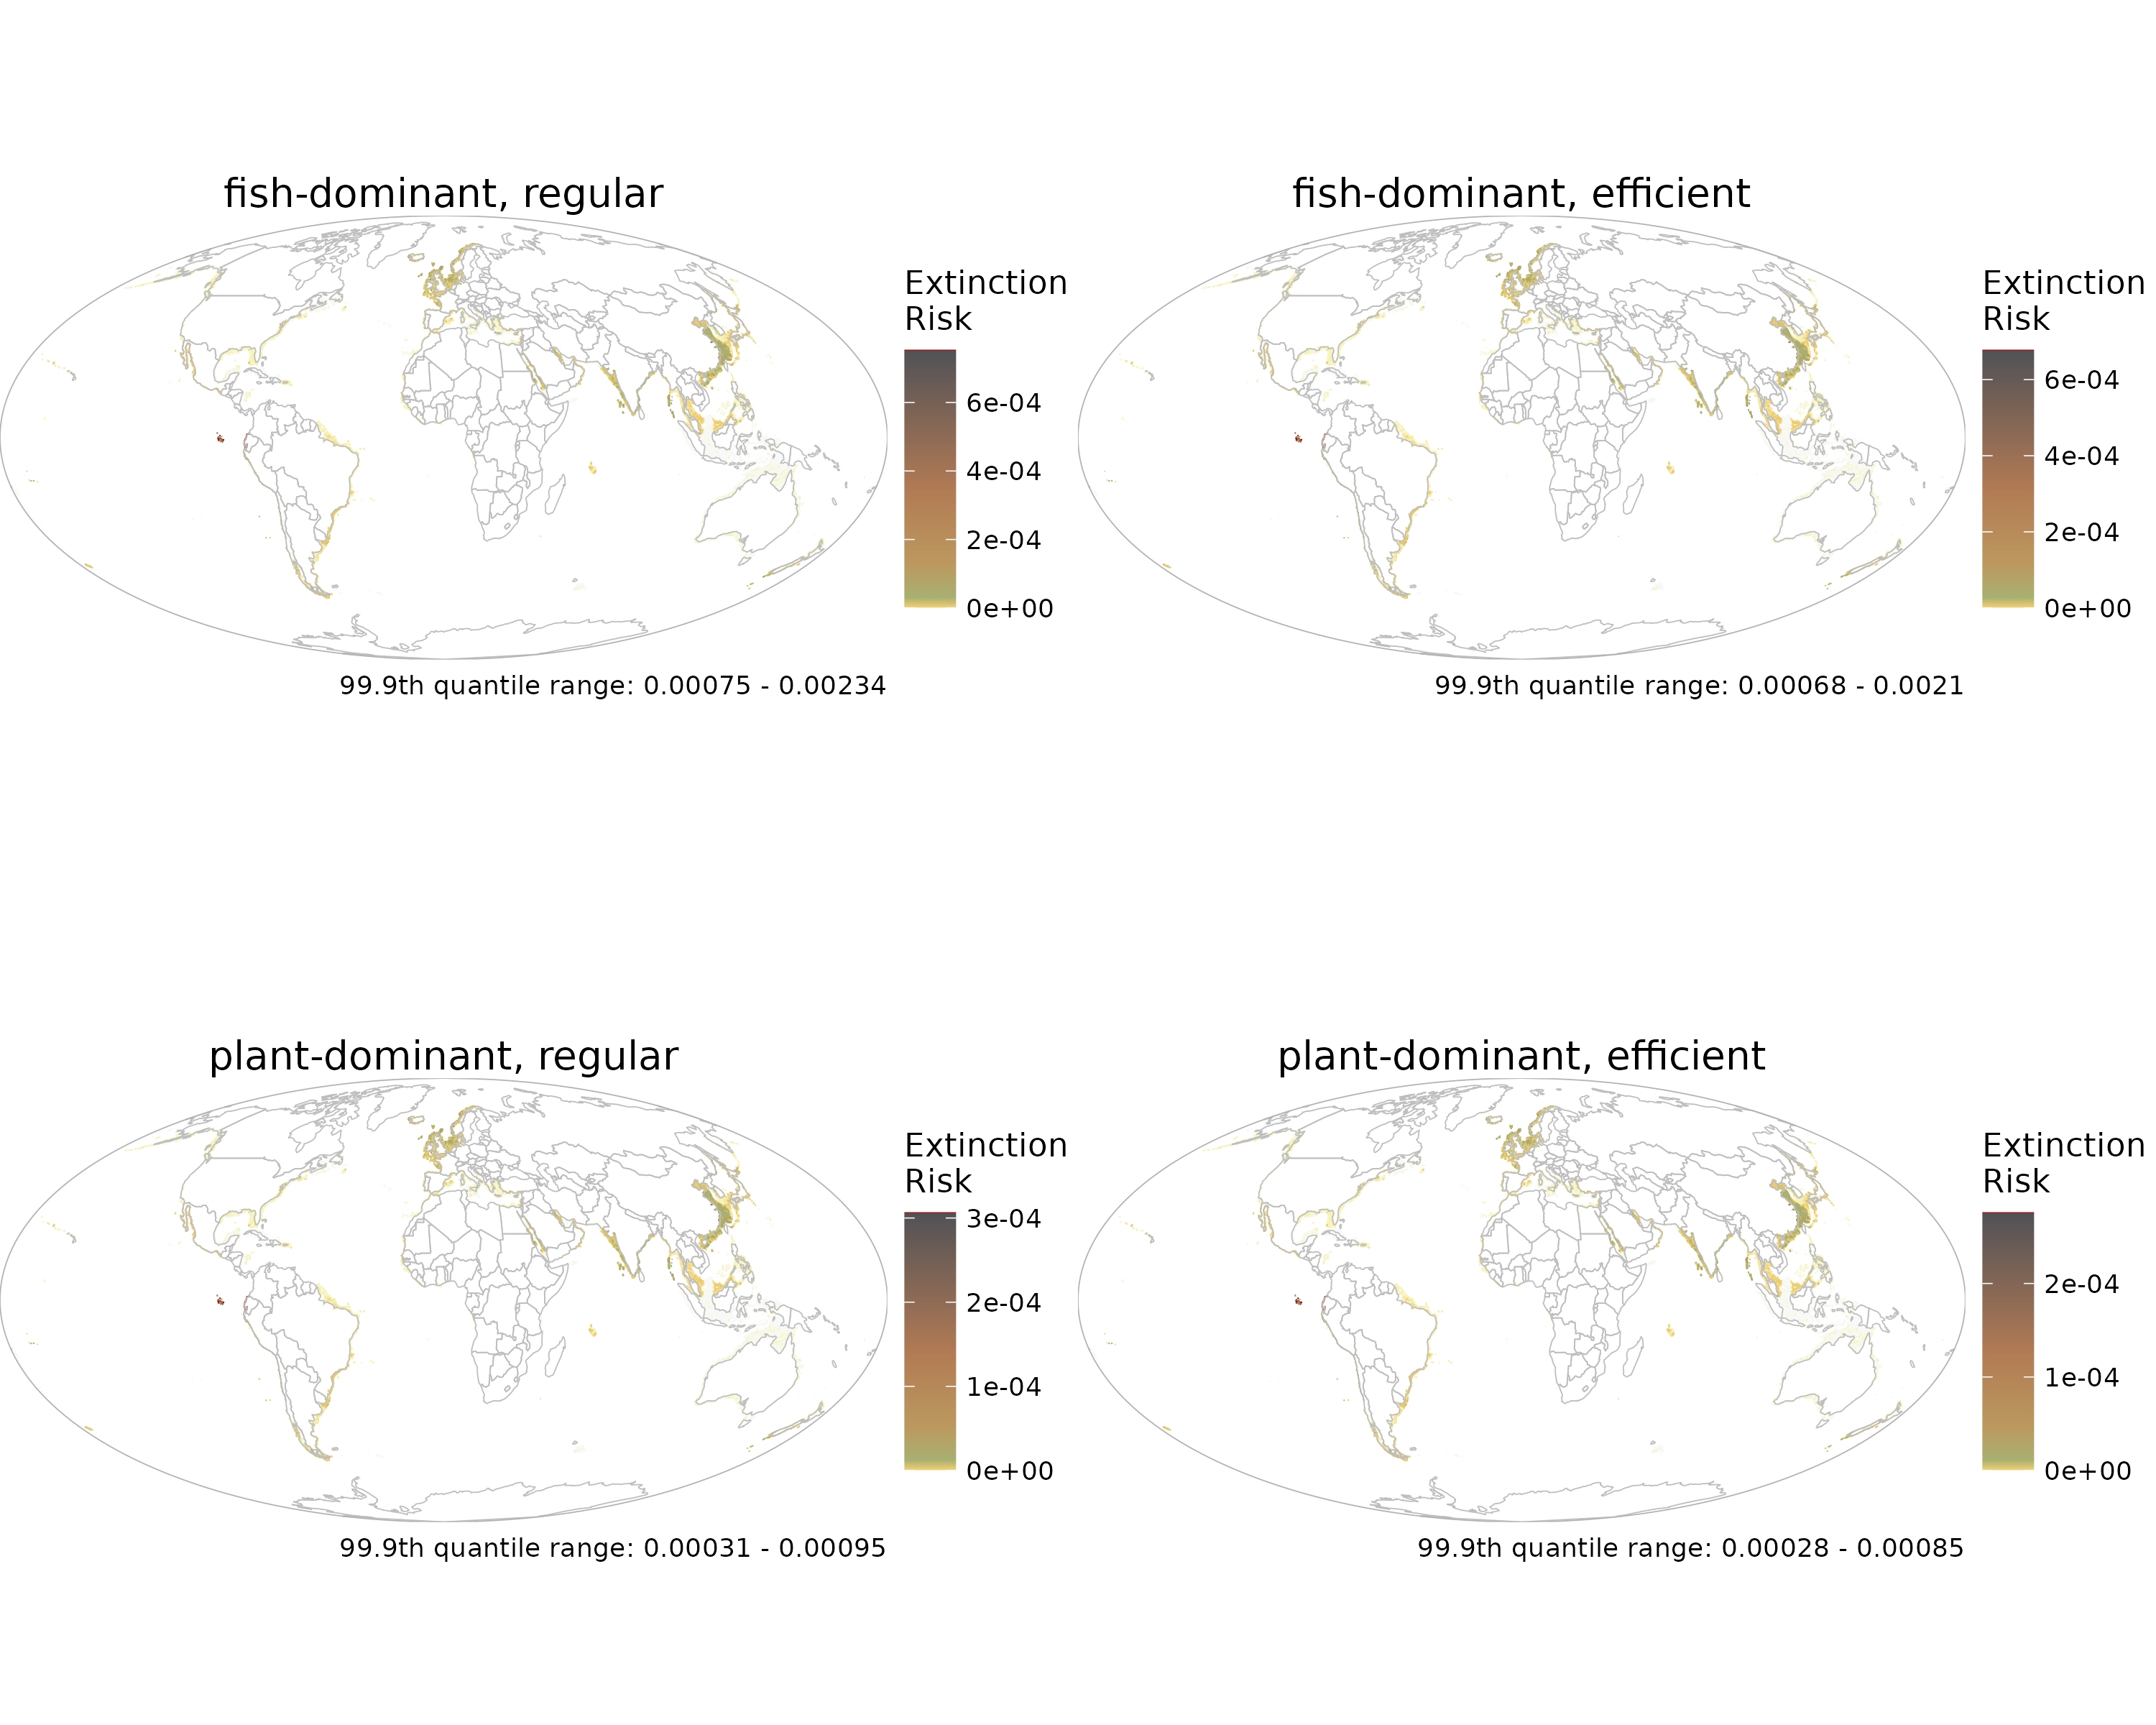 fish-dominant, regular
Extinction
Risk
6e-04
4e-04
2e-04
0e+00
99.9th quantile range: 0.00075 - 0.00234
fish-dominant, efficient
Extinction
Risk
6e-04
4e-04
2e-04
0e+00
99.9th quantile range: 0.00068 - 0.0021
plant-dominant, regular
Extinction
Risk
3e-04
2e-04
1e-04
0e+00
99.9th quantile range: 0.00031 - 0.00095
plant-dominant, efficient
Extinction
Risk
2e-04
1e-04
0e+00
99.9th quantile range: 0.00028 - 0.00085